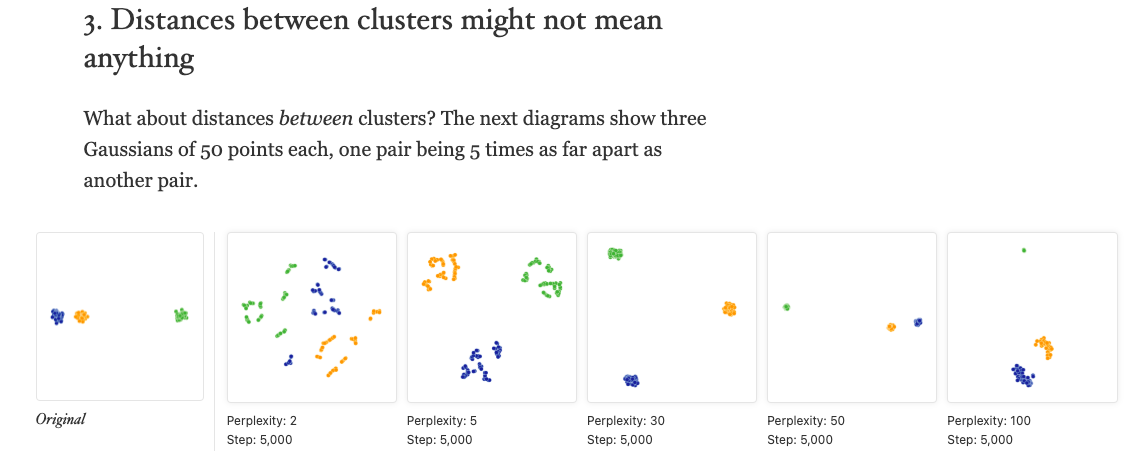 3. Distances between clusters might not mean
anything
What about distances between clusters? The next diagrams show three
Gaussians of 50 points each, one pair being 5 times as far apart as
another pair.
Original
Perplexity: 2
Step: 5,000
Perplexity: 5
Step: 5,000
Perplexity: 30
Step: 5,000
Perplexity: 50
Step: 5,000
Perplexity: 100
Step: 5,000